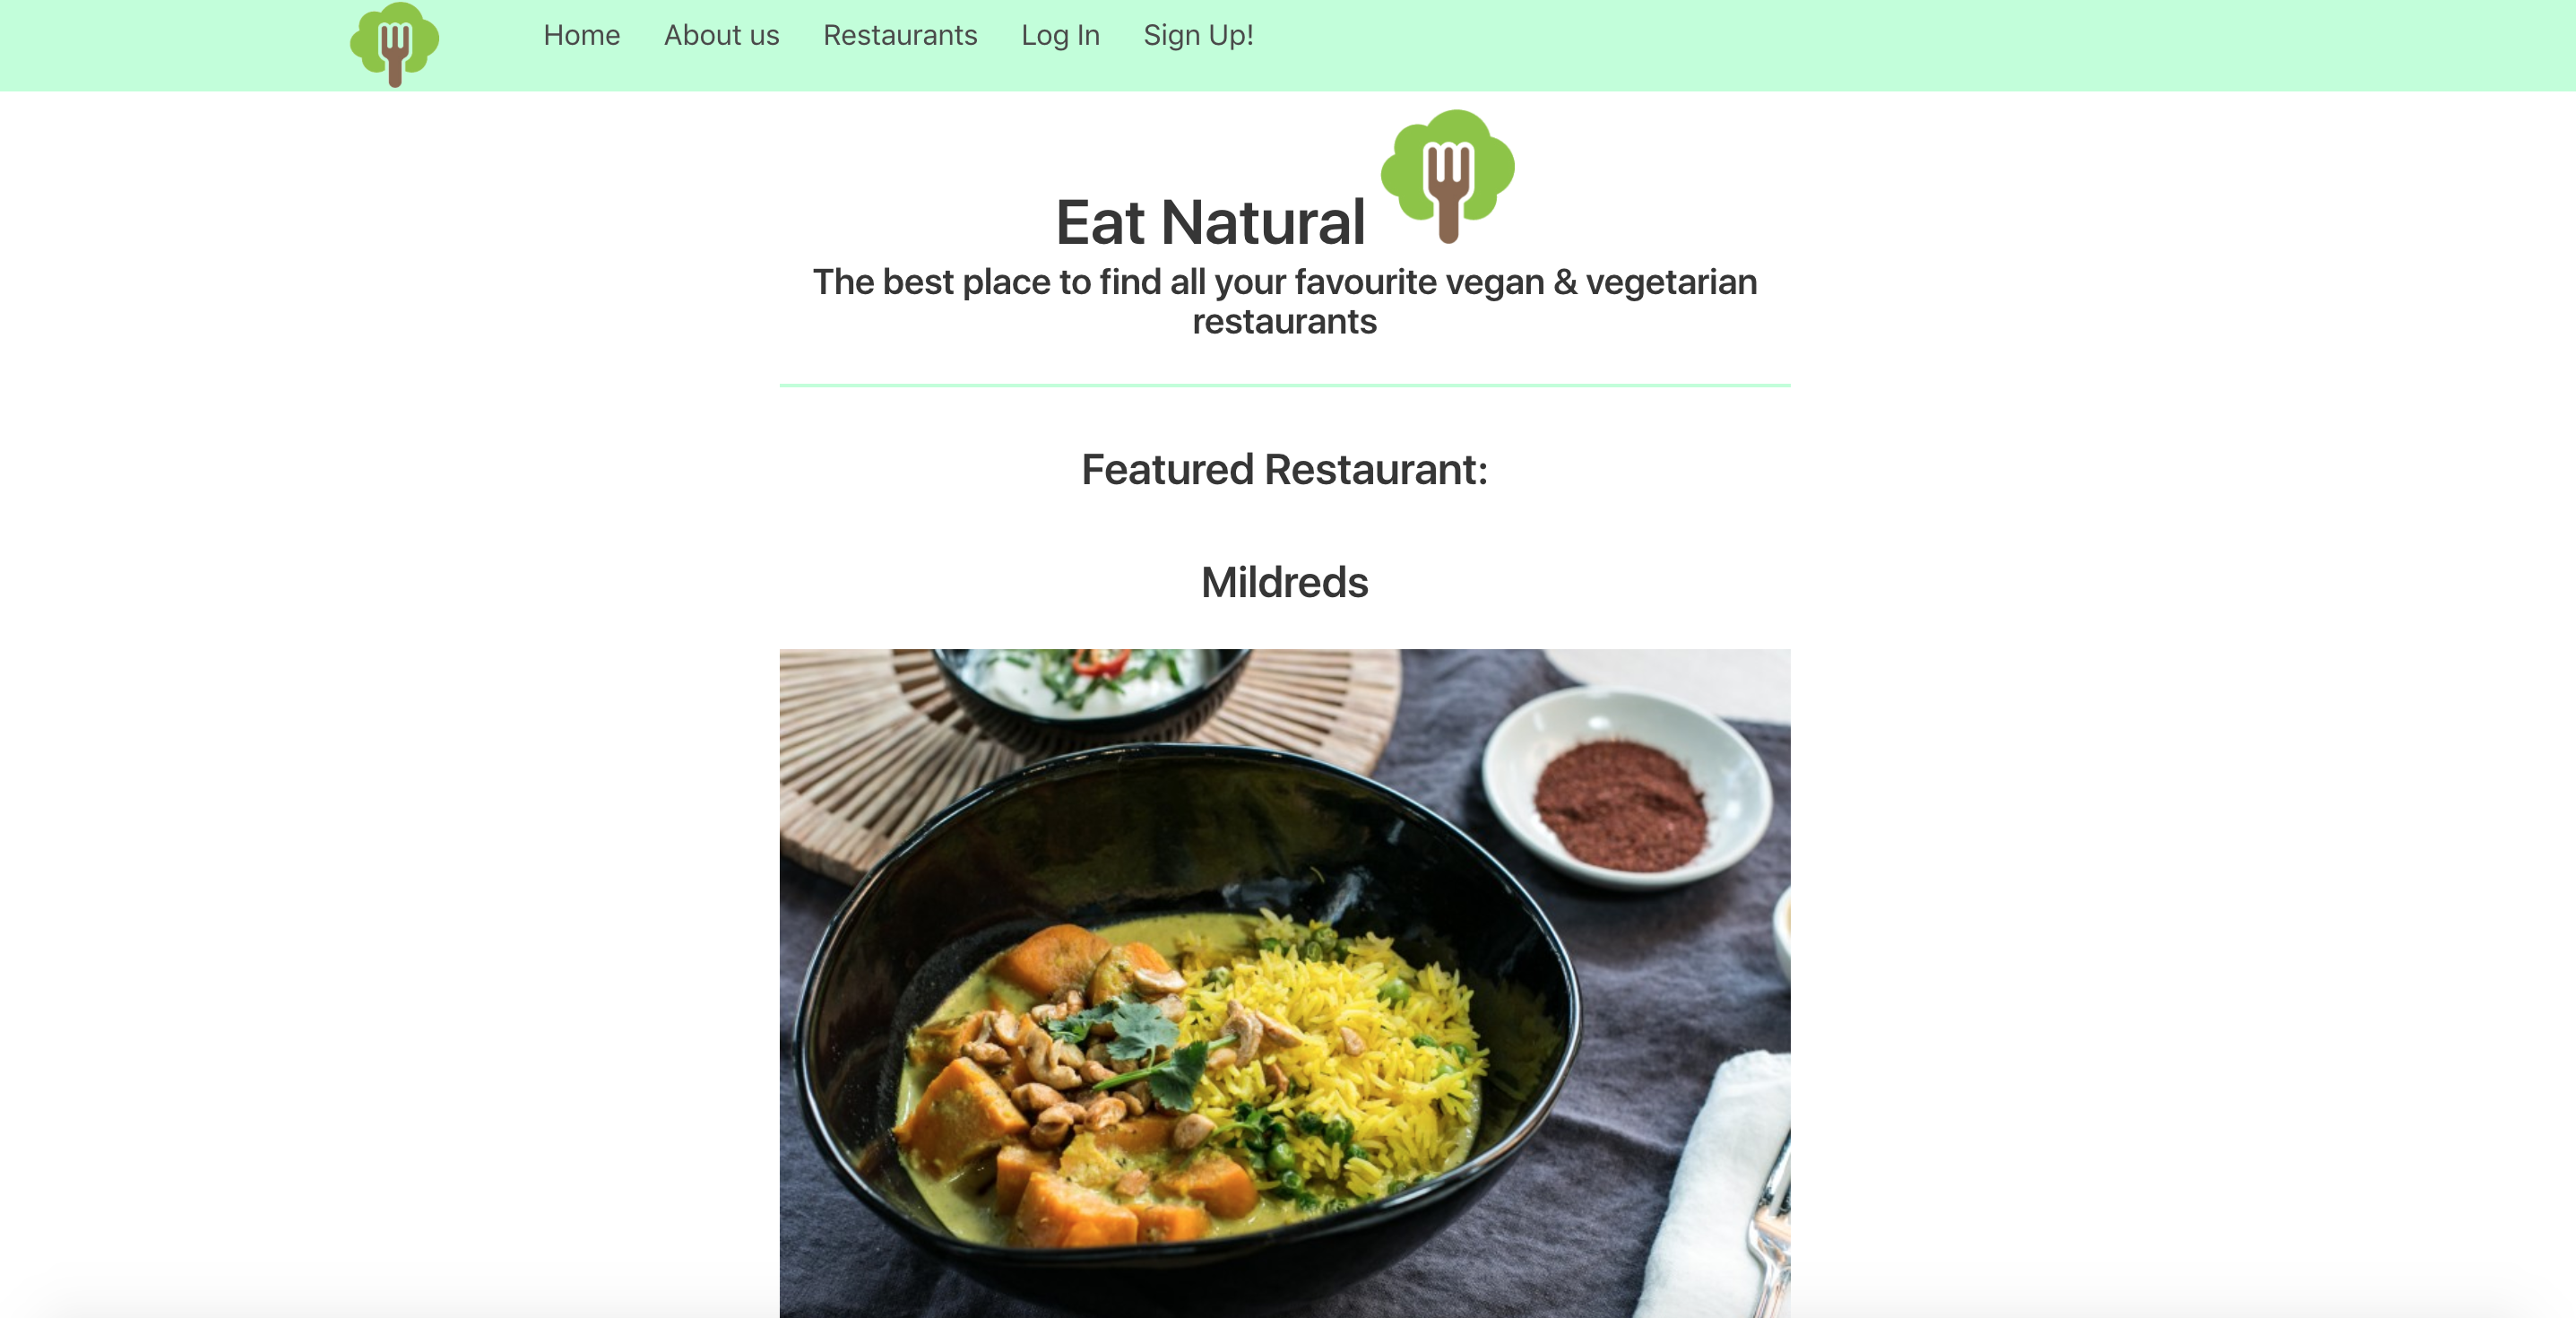 Home About us Restaurants Log In Sign Up!
Eat Natural
The best place to find all your favourite vegan & vegetarian
restaurants
Featured Restaurant:
Mildreds